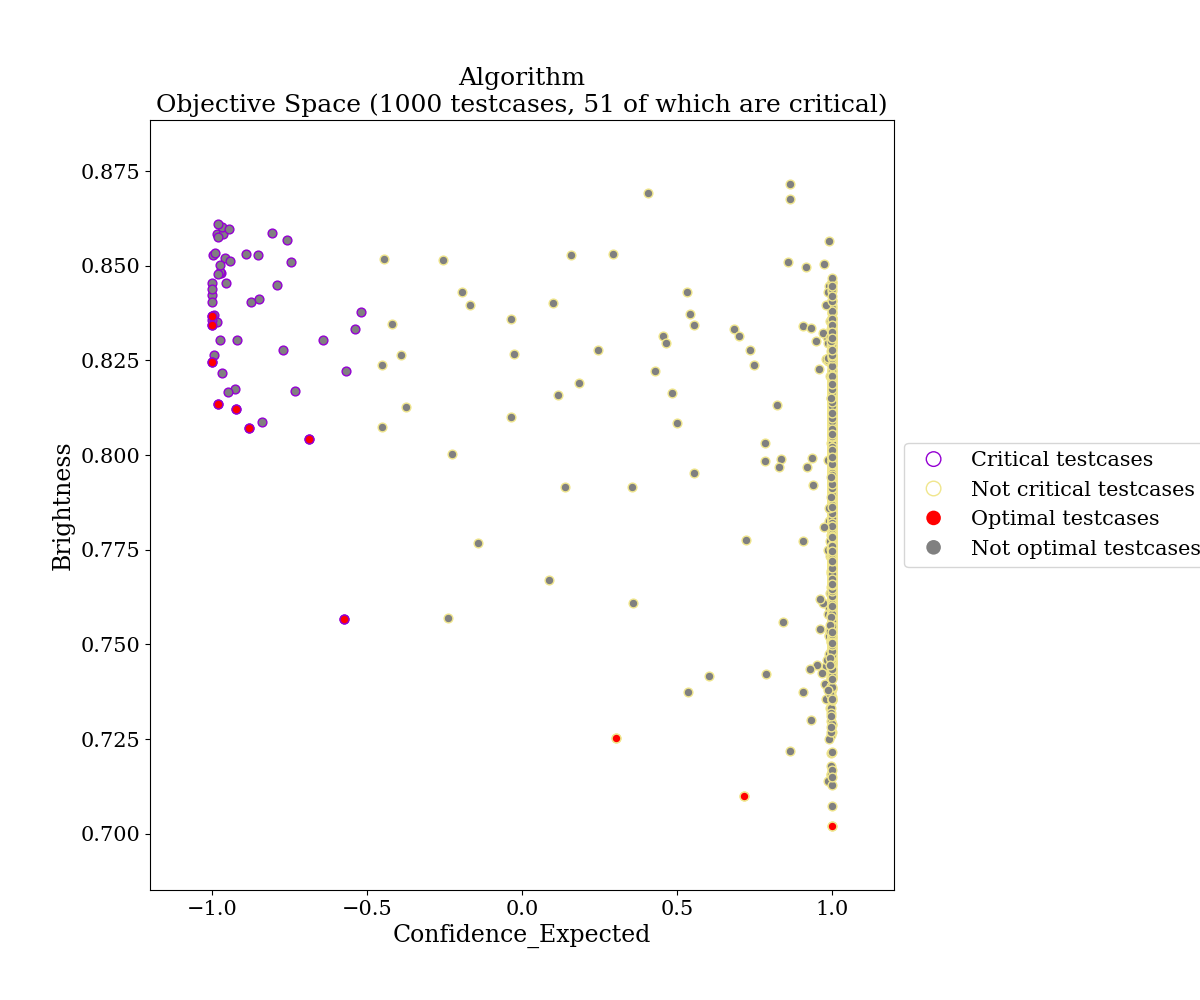 Algorithm
Objective Space (1000 testcases, 51 of which are critical)
0.875
0.850
0.825
0.800
0.775
0.750
0.725
0.700
Brightness
−1.0
−0.5
0.0
0.5
1.0
Confidence_Expected
Critical testcases
Not critical testcases
Optimal testcases
Not optimal testcases